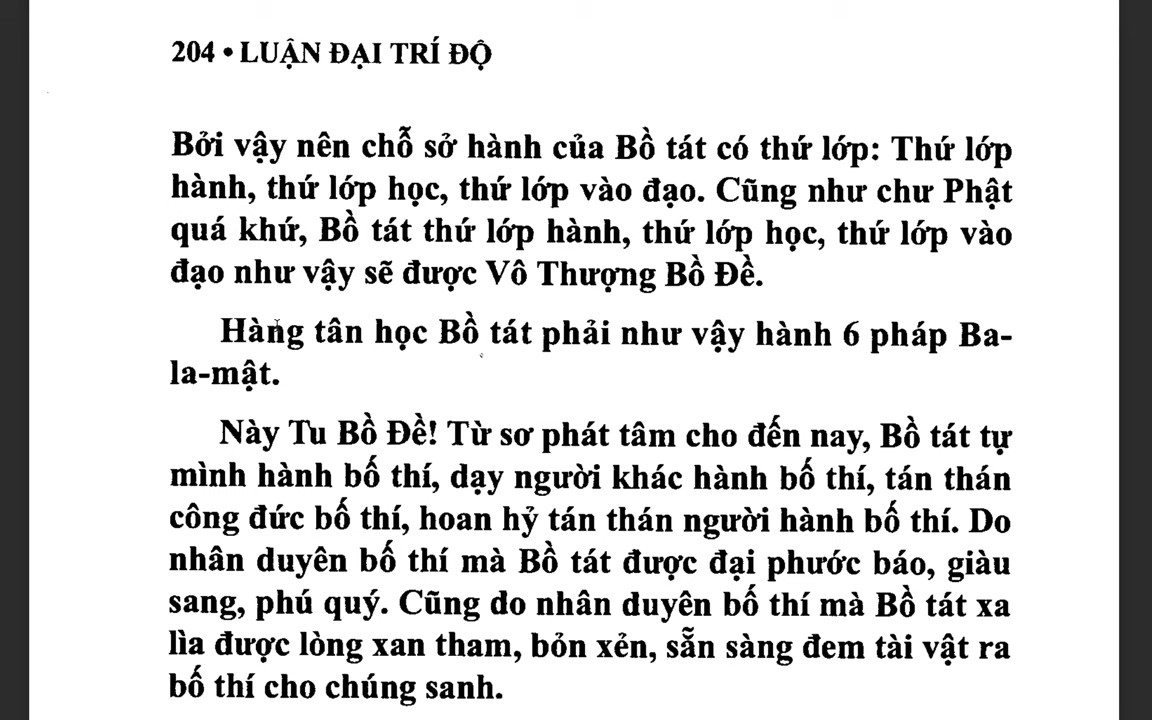 204 • LUẬN ĐẠI TRÍ ĐỘ
Bởi vậy nên chỗ sở hành của Bồ tát có thứ lớp: Thứ lớp
hành, thứ lớp học, thứ lớp vào đạo. Cũng như chư Phật
quá khứ, Bồ tát thứ lớp hành, thứ lớp học, thứ lớp vào
đạo như vậy sẽ được Vô Thượng Bồ Đề.
Hàng tân học Bồ tát phải như vậy hành 6 pháp Ba-
la-mật.
Này Tu Bồ Đề! Từ sơ phát tâm cho đến nay, Bồ tát tự
mình hành bố thí, dạy người khác hành bố thí, tán thán
công đức bố thí, hoan hỷ tán thán người hành bố thí. Do
nhân duyên bố thí mà Bồ tát được đại phước báo, giàu
sang, phú quý. Cũng do nhân duyên bố thí mà Bồ tát xa
lìa được lòng xan tham, bỏn xẻn, sẵn sàng đem tài vật ra
bố thí cho chúng sanh.